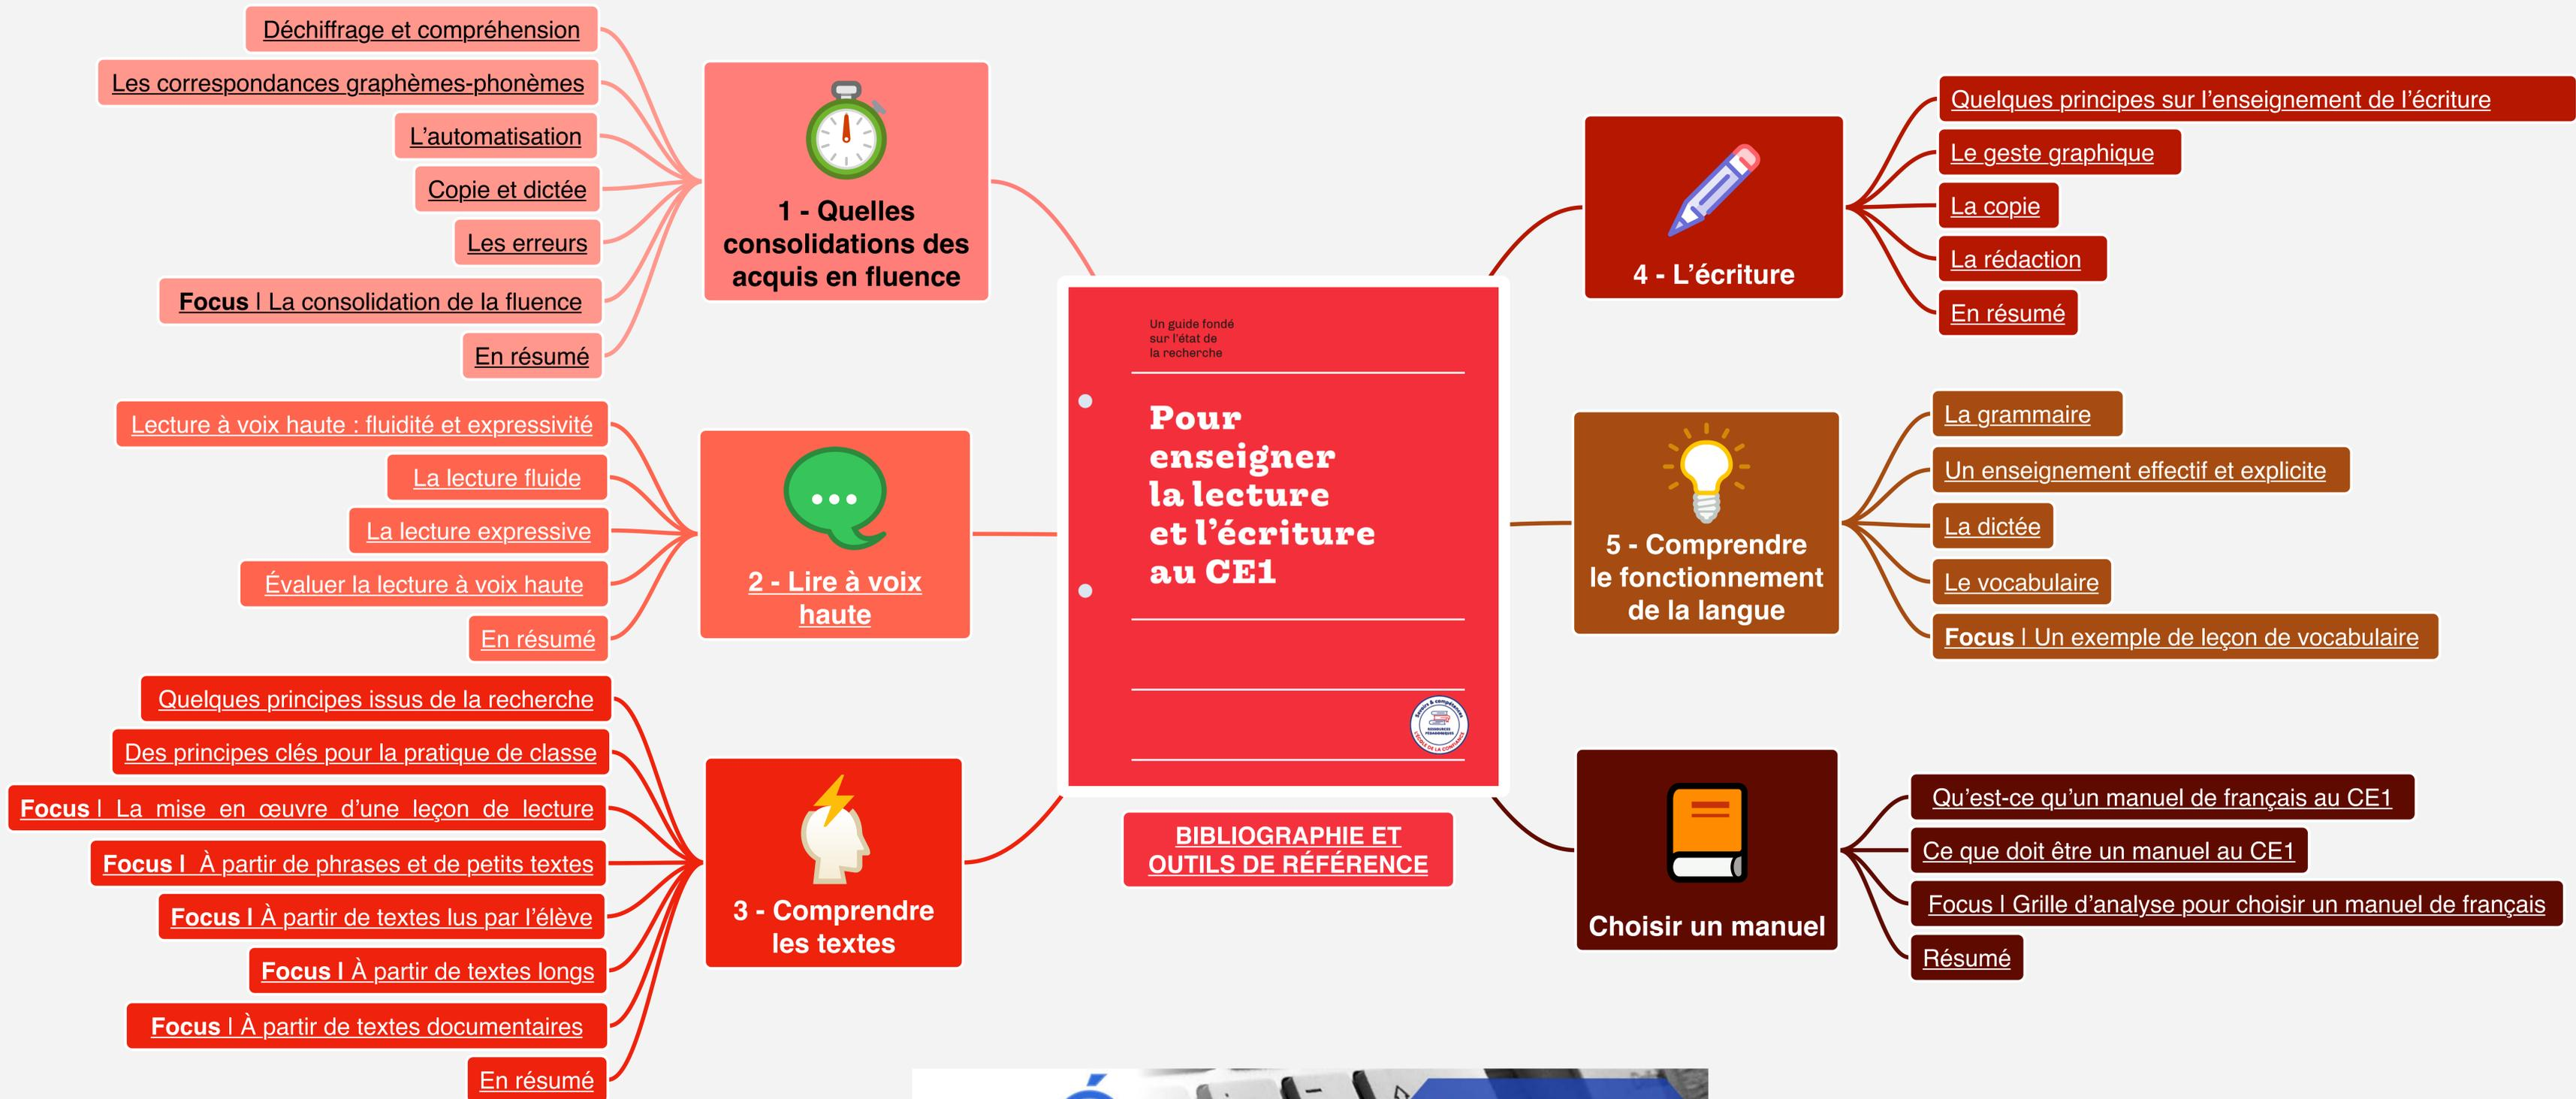 Déchiffrage et compréhension
Les correspondances graphèmes-phonèmes
L'automatisation
Copie et dictée
Les erreurs
Focus | La consolidation de la fluence
En résumé
1 - Quelles
consolidations des
acquis en fluence
Lecture à voix haute : fluidité et expressivité
La lecture fluide
La lecture expressive
Évaluer la lecture à voix haute
En résumé
2 - Lire à voix
haute
Quelques principes issus de la recherche
Des principes clés pour la pratique de classe
Focus | La mise en œuvre d'une leçon de lecture
Focus | À partir de phrases et de petits textes
Focus | À partir de textes lus par l'élève
Focus | À partir de textes longs
Focus | À partir de textes documentaires
En résumé
3 - Comprendre
les textes
Un guide fondé
sur l'état de
la recherche
Pour
enseigner
la lecture
et l'écriture
au CE1
Savoirs & compétences
RESSOURCES
PÉDAGOGIQUES
L'ÉCOLE DE LA CONFIANCE
BIBLIOGRAPHIE ET
OUTILS DE RÉFÉRENCE
4 - L'écriture
Quelques principes sur l'enseignement de l'écriture
Le geste graphique
La copie
La rédaction
En résumé
5 - Comprendre
le fonctionnement
de la langue
La grammaire
Un enseignement effectif et explicite
La dictée
Le vocabulaire
Focus | Un exemple de leçon de vocabulaire
Choisir un manuel
Qu'est-ce qu'un manuel de français au CE1
Ce que doit être un manuel au CE1
Focus | Grille d'analyse pour choisir un manuel de français
Résumé